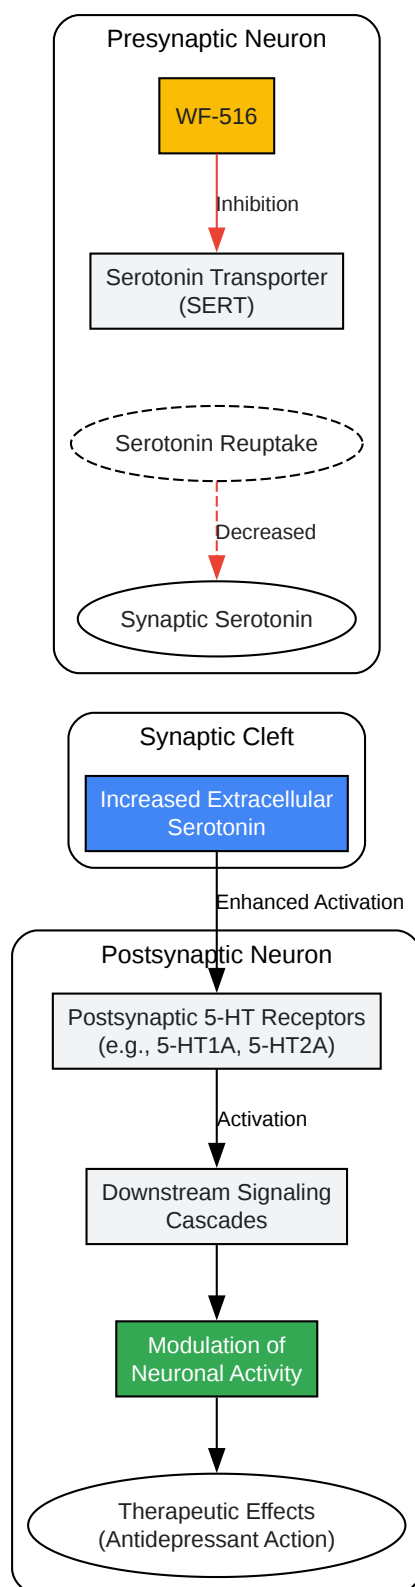 Presynaptic Neuron
WF-516
Inhibition
Serotonin Transporter
(SERT)
Serotonin Reuptake
Decreased
Synaptic Serotonin
Synaptic Cleft
Increased Extracellular
Serotonin
Enhanced Activation
Postsynaptic Neuron
Postsynaptic 5-HT Receptors
(e.g., 5-HT1A, 5-HT2A)
Activation
Downstream Signaling
Cascades
Modulation of
Neuronal Activity
Therapeutic Effects
(Antidepressant Action)